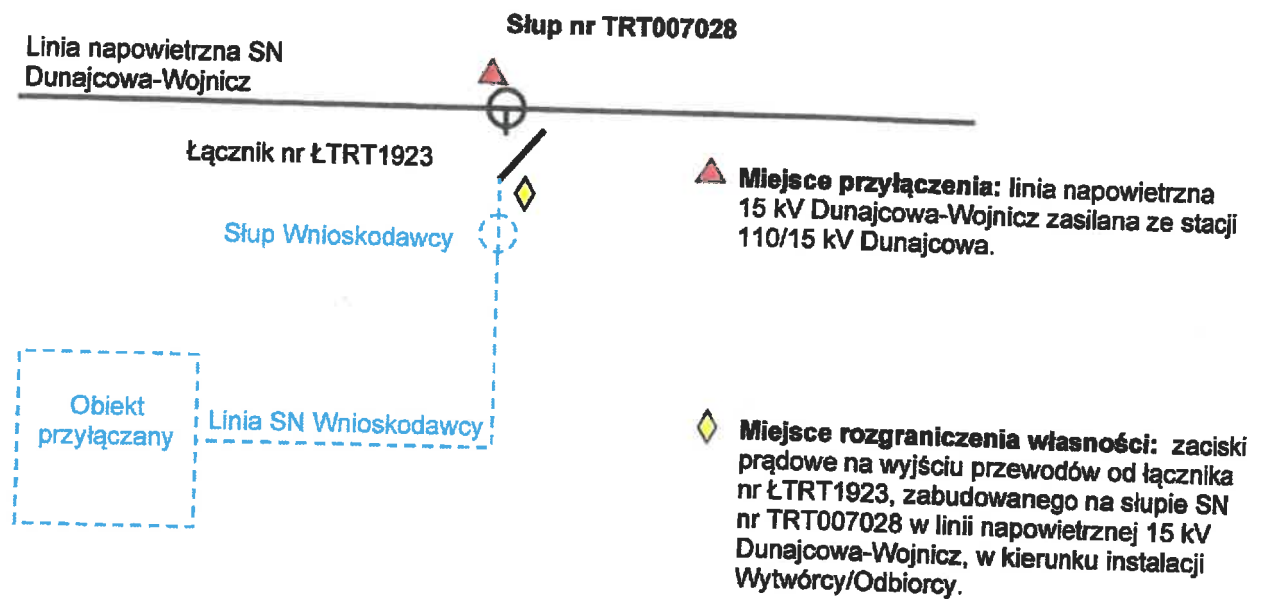 Słup nr TRT007028
Linia napowietrzna SN
Dunajcowa-Wojnicz
Łącznik nr ŁTRT1923
Miejsce przyłączenia: linia napowietrzna
15 kV Dunajcowa-Wojnicz zasilana ze stacji
110/15 kV Dunajcowa.
Słup Wnioskodawcy
Obiekt
przyłączany
Linia SN Wnioskodawcy
Miejsce rozgraniczenia własności: zaciski
prądowe na wyjściu przewodów od łącznika
nr ŁTRT1923, zabudowanego na słupie SN
nr TRT007028 w linii napowietrznej 15 kV
Dunajcowa-Wojnicz, w kierunku instalacji
Wytwórcy/Odbiorcy.